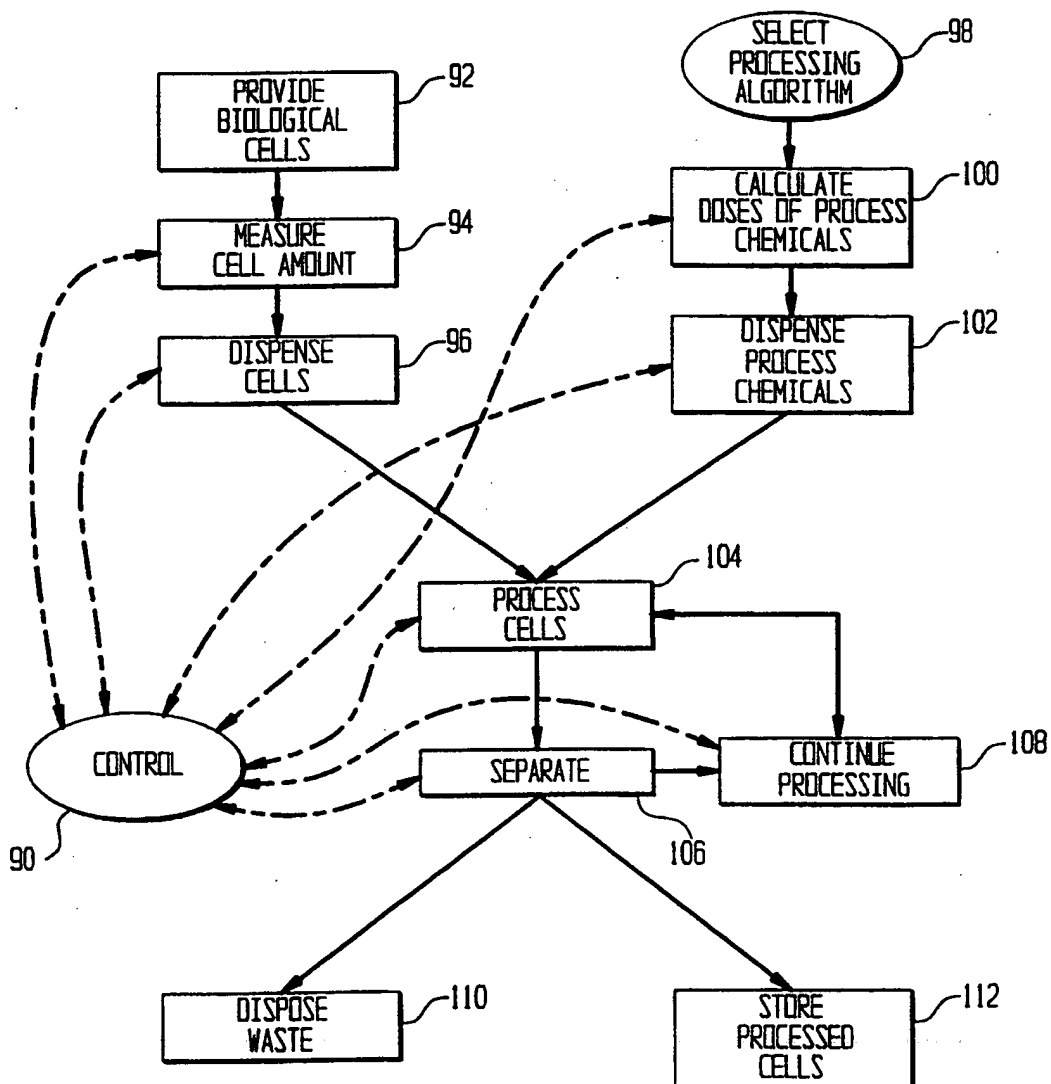 SELECT
PROCESSING
ALGORITHM
98
PROVIDE
BIOLOGICAL
CELLS
92
CALCULATE
DOSES OF PROCESS
CHEMICALS
100
MEASURE
CELL AMOUNT
94
DISPENSE
CELLS
96
DISPENSE
PROCESS
CHEMICALS
102
PROCESS
CELLS
104
CONTROL
90
SEPARATE
106
CONTINUE
PROCESSING
108
DISPOSE
WASTE
110
STORE
PROCESSED
CELLS
112